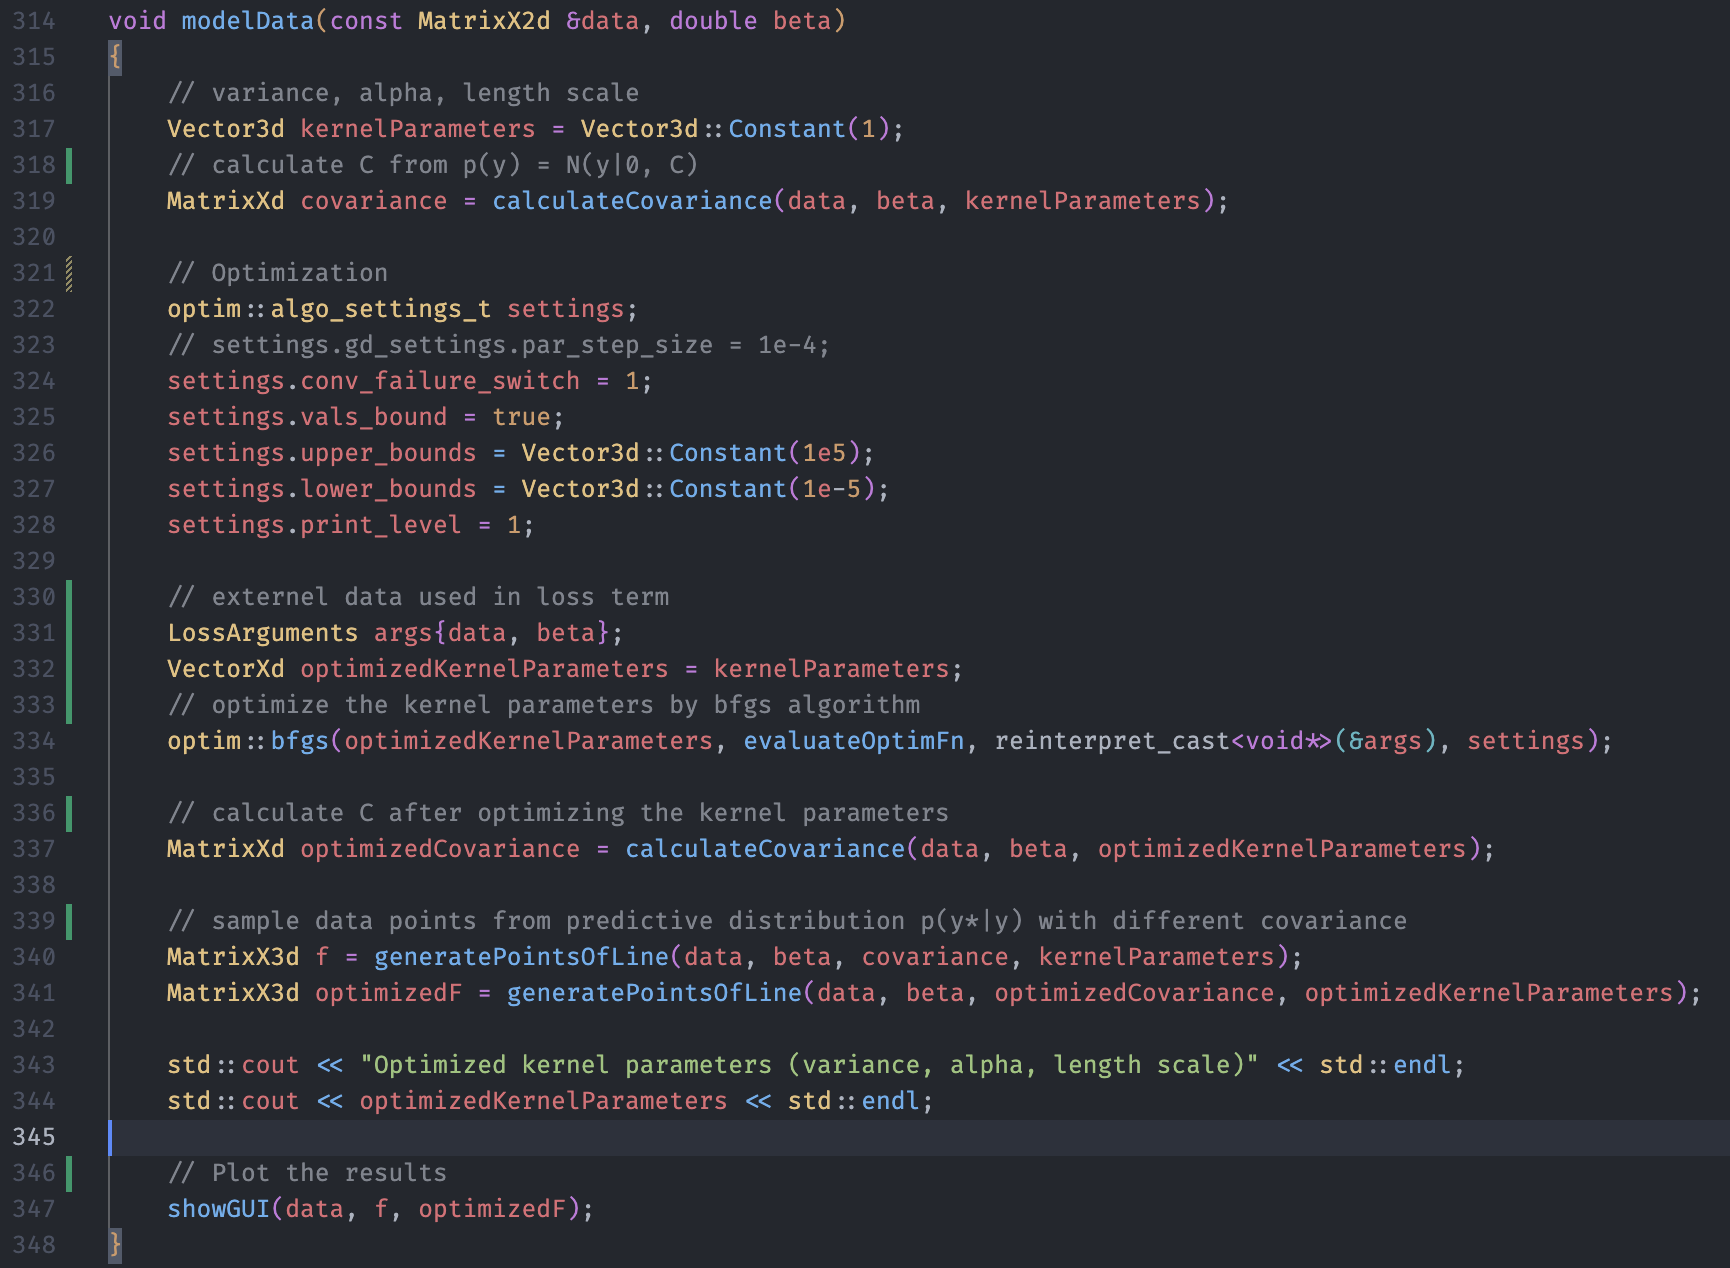 314 void modelData(const MatrixX2d &data, double beta)
315 {
316 // variance, alpha, length scale
317 Vector3d kernelParameters = Vector3d::Constant(1);
318 // calculate C from p(y) = N(y|0, C)
319 MatrixXd covariance = calculateCovariance(data, beta, kernelParameters);
320
321 // Optimization
322 optim::algo_settings_t settings;
323 // settings.gd_settings.par_step_size = 1e-4;
324 settings.conv_failure_switch = 1;
325 settings.vals_bound = true;
326 settings.upper_bounds = Vector3d::Constant(1e5);
327 settings.lower_bounds = Vector3d::Constant(1e-5);
328 settings.print_level = 1;
329
330 // externel data used in loss term
331 LossArguments args{data, beta};
332 VectorXd optimizedKernelParameters = kernelParameters;
333 // optimize the kernel parameters by bfgs algorithm
334 optim::bfgs(optimizedKernelParameters, evaluateOptimFn, reinterpret_cast<void*>(&args), settings);
335
336 // calculate C after optimizing the kernel parameters
337 MatrixXd optimizedCovariance = calculateCovariance(data, beta, optimizedKernelParameters);
338
339 // sample data points from predictive distribution p(y*|y) with different covariance
340 MatrixX3d f = generatePointsOfLine(data, beta, covariance, kernelParameters);
341 MatrixX3d optimizedF = generatePointsOfLine(data, beta, optimizedCovariance, optimizedKernelParameters);
342
343 std::cout << "Optimized kernel parameters (variance, alpha, length scale)" << std::endl;
344 std::cout << optimizedKernelParameters << std::endl;
345
346 // Plot the results
347 showGUI(data, f, optimizedF);
348 }